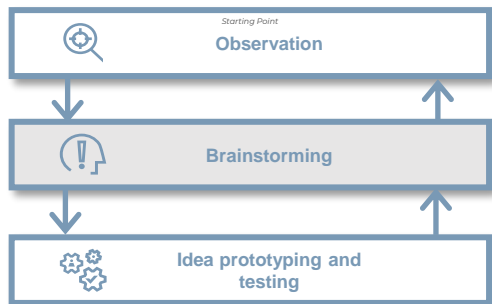 Starting Point
Observation
Brainstorming
Idea prototyping and
testing